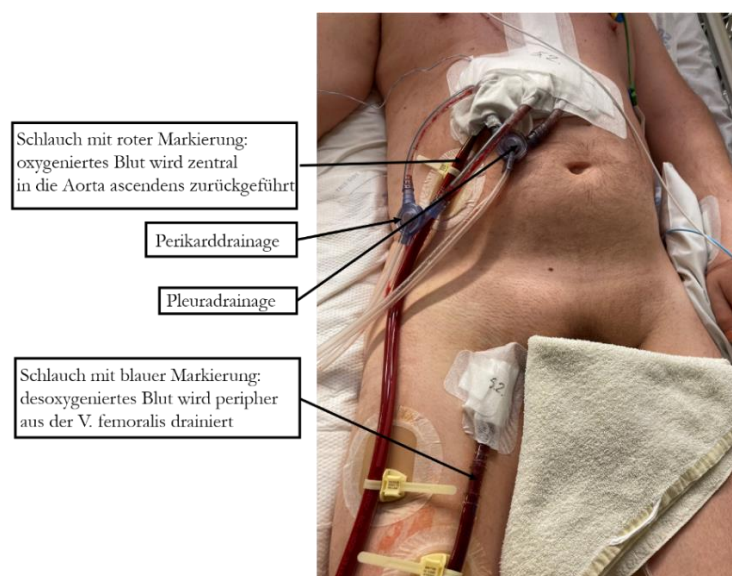 Schlauch mit roter Markierung:
oxygeniertes Blut wird zentral
in die Aorta ascendens zurückgeführt
Perikarddrainage
Pleuradrainage
Schlauch mit blauer Markierung:
desoxygeniertes Blut wird peripher
aus der V. femoralis drainiert